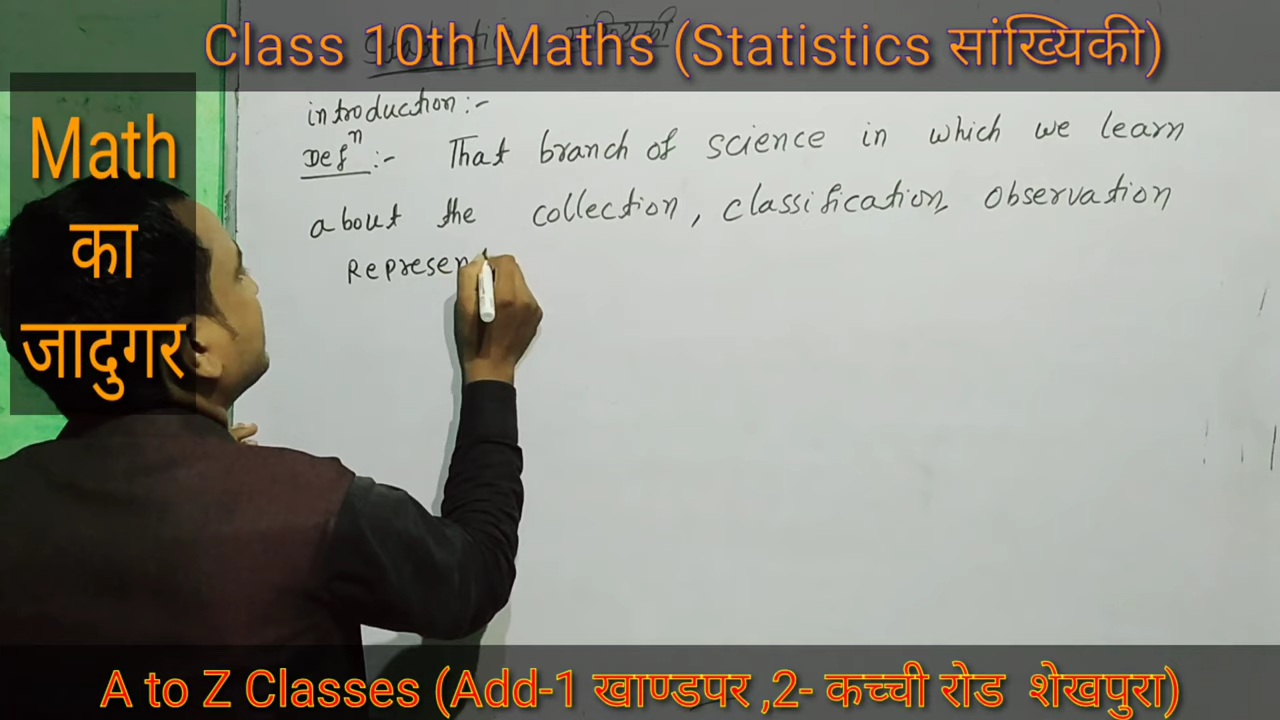 Class 10th Maths (Statistics सांख्यिकी)
Math
का
जादुगर
introduction :-
Defⁿ :- That branch of science in which we learn
about the collection, classification, observation
Represen
A to Z Classes (Add-1 खाण्डपर ,2- कच्ची रोड शेखपुरा)